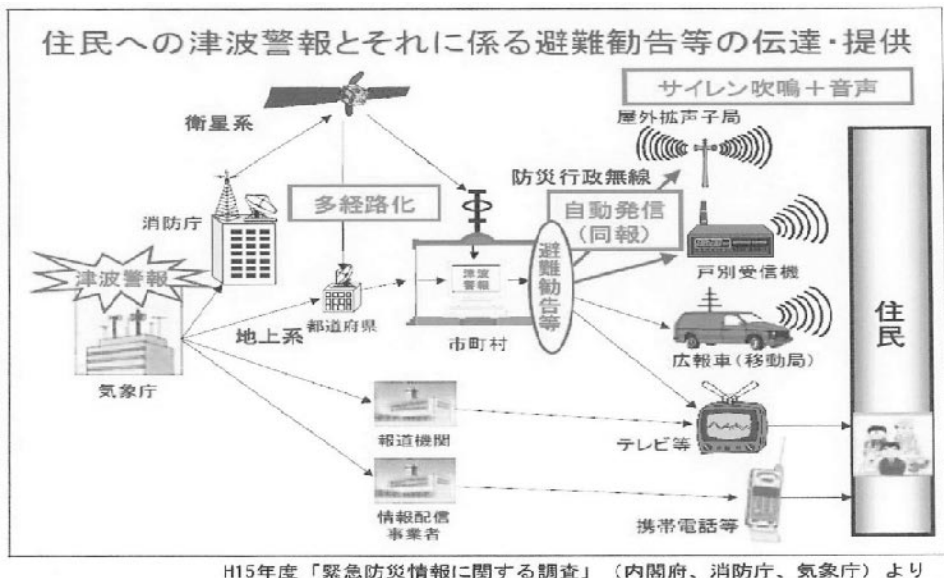 住民への津波警報とそれに係る避難勧告等の伝達・提供
サイレン吹鳴＋音声
屋外拡声子局
衛星系
防災行政無線
消防庁
多経路化
自動発信
(同報)
津波警報
津波
警報
避難勧告等
戸別受信機
地上系
都道府県
市町村
広報車(移動局)
住民
気象庁
報道機関
テレビ等
情報配信
事業者
携帯電話等
H15年度「緊急防災情報に関する調査」（内閣府、消防庁、気象庁）より